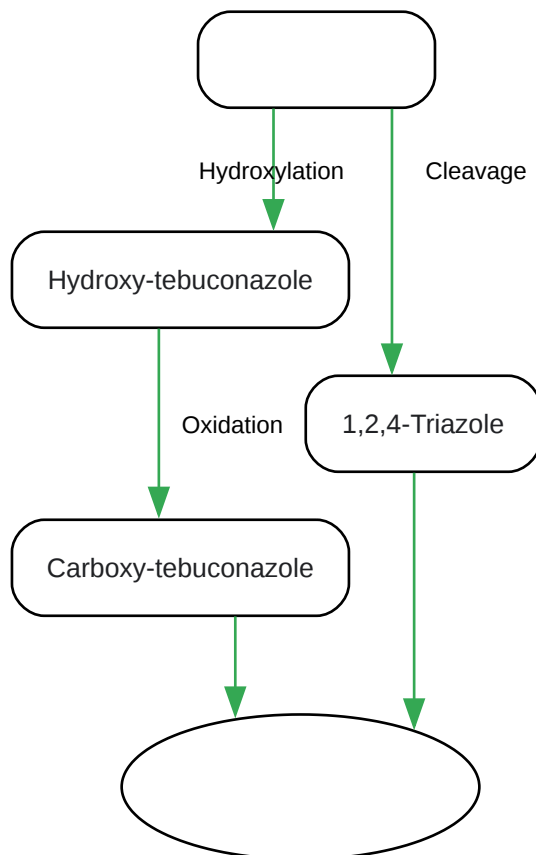 Hydroxylation
Cleavage
Hydroxy-tebuconazole
Oxidation
1,2,4-Triazole
Carboxy-tebuconazole